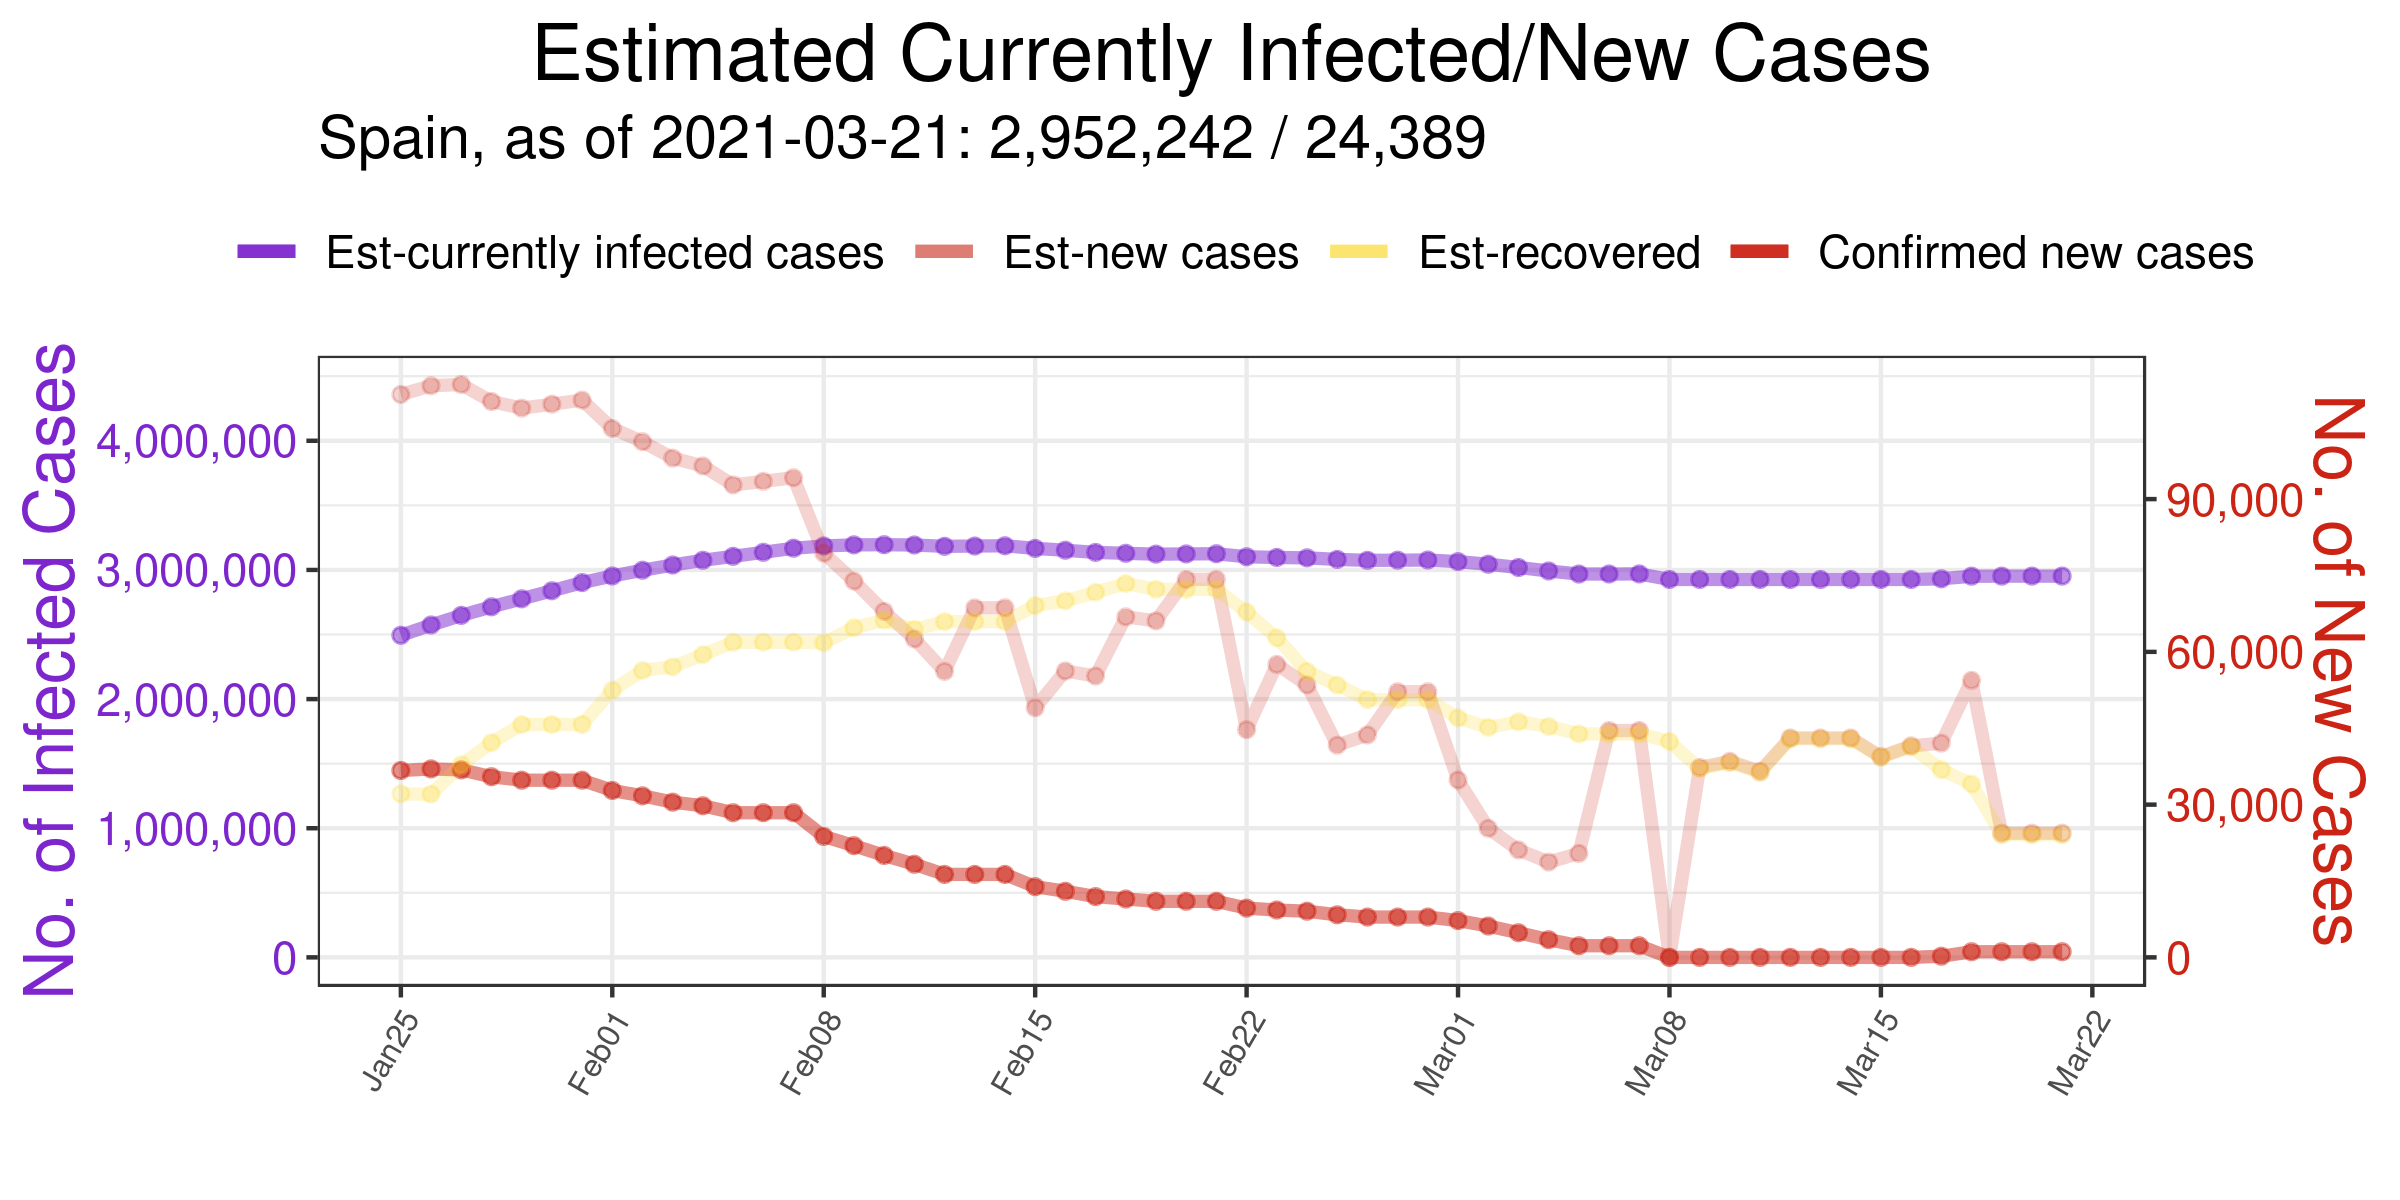 Estimated Currently Infected/New Cases
Spain, as of 2021-03-21: 2,952,242 / 24,389
Est-currently infected cases Est-new cases Est-recovered Confirmed new cases
No. of Infected Cases
4,000,000
3,000,000
2,000,000
1,000,000
0
90,000
60,000
30,000
0
No. of New Cases
Jan25 Feb01 Feb08 Feb15 Feb22 Mar01 Mar08 Mar15 Mar22